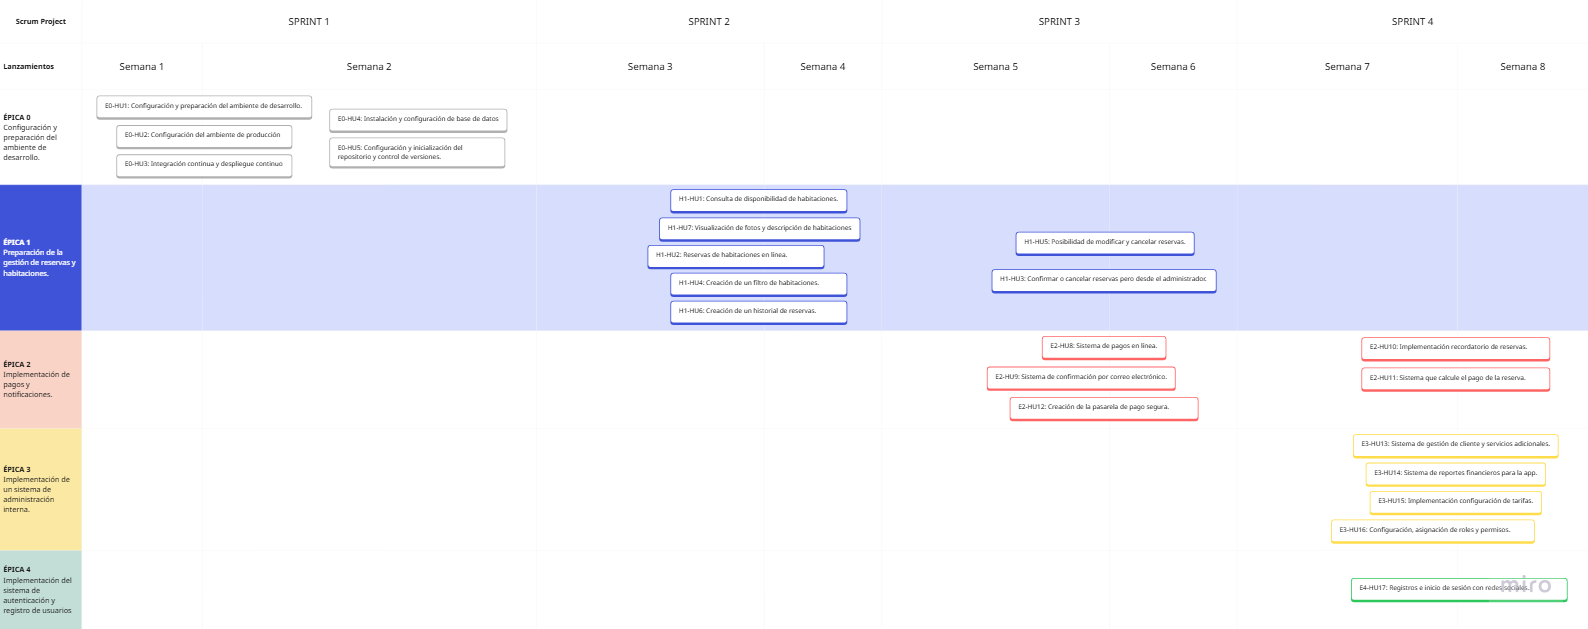 Scrum Project
SPRINT 1
SPRINT 2
SPRINT 3
SPRINT 4
Lanzamientos
Semana 1
Semana 2
Semana 3
Semana 4
Semana 5
Semana 6
Semana 7
Semana 8
ÉPICA 0
Configuración y
preparación del
ambiente de
desarrollo.
E0-HU1: Configuración y preparación del ambiente de desarrollo.
E0-HU2: Configuración del ambiente de producción
E0-HU3: Integración continua y despliegue continuo
E0-HU4: Instalación y configuración de base de datos
E0-HU5: Configuración y inicialización del
repositorio y control de versiones.
ÉPICA 1
Preparación de la
gestión de reservas y
habitaciones.
H1-HU1: Consulta de disponibilidad de habitaciones.
H1-HU7: Visualización de fotos y descripción de habitaciones
H1-HU2: Reservas de habitaciones en línea.
H1-HU4: Creación de un filtro de habitaciones.
H1-HU6: Creación de un historial de reservas.
H1-HU5: Posibilidad de modificar y cancelar reservas.
H1-HU3: Confirmar o cancelar reservas pero desde el administrador.
ÉPICA 2
Implementación de
pagos y
notificaciones.
E2-HU8: Sistema de pagos en línea.
E2-HU9: Sistema de confirmación por correo electrónico.
E2-HU12: Creación de la pasarela de pago segura.
E2-HU10: Implementación recordatorio de reservas.
E2-HU11: Sistema que calcule el pago de la reserva.
ÉPICA 3
Implementación de
un sistema de
administración
interna.
E3-HU13: Sistema de gestión de cliente y servicios adicionales.
E3-HU14: Sistema de reportes financieros para la app.
E3-HU15: Implementación configuración de tarifas.
E3-HU16: Configuración, asignación de roles y permisos.
ÉPICA 4
Implementación del
sistema de
autenticación y
registro de usuarios
E4-HU17: Registros e inicio de sesión con redes sociales.
miro